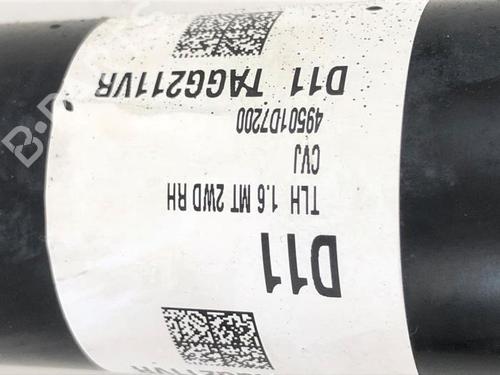 D11
TLH 1.6 MT 2WD RH
CVJ
49501D7200
D11 TAGG211VR